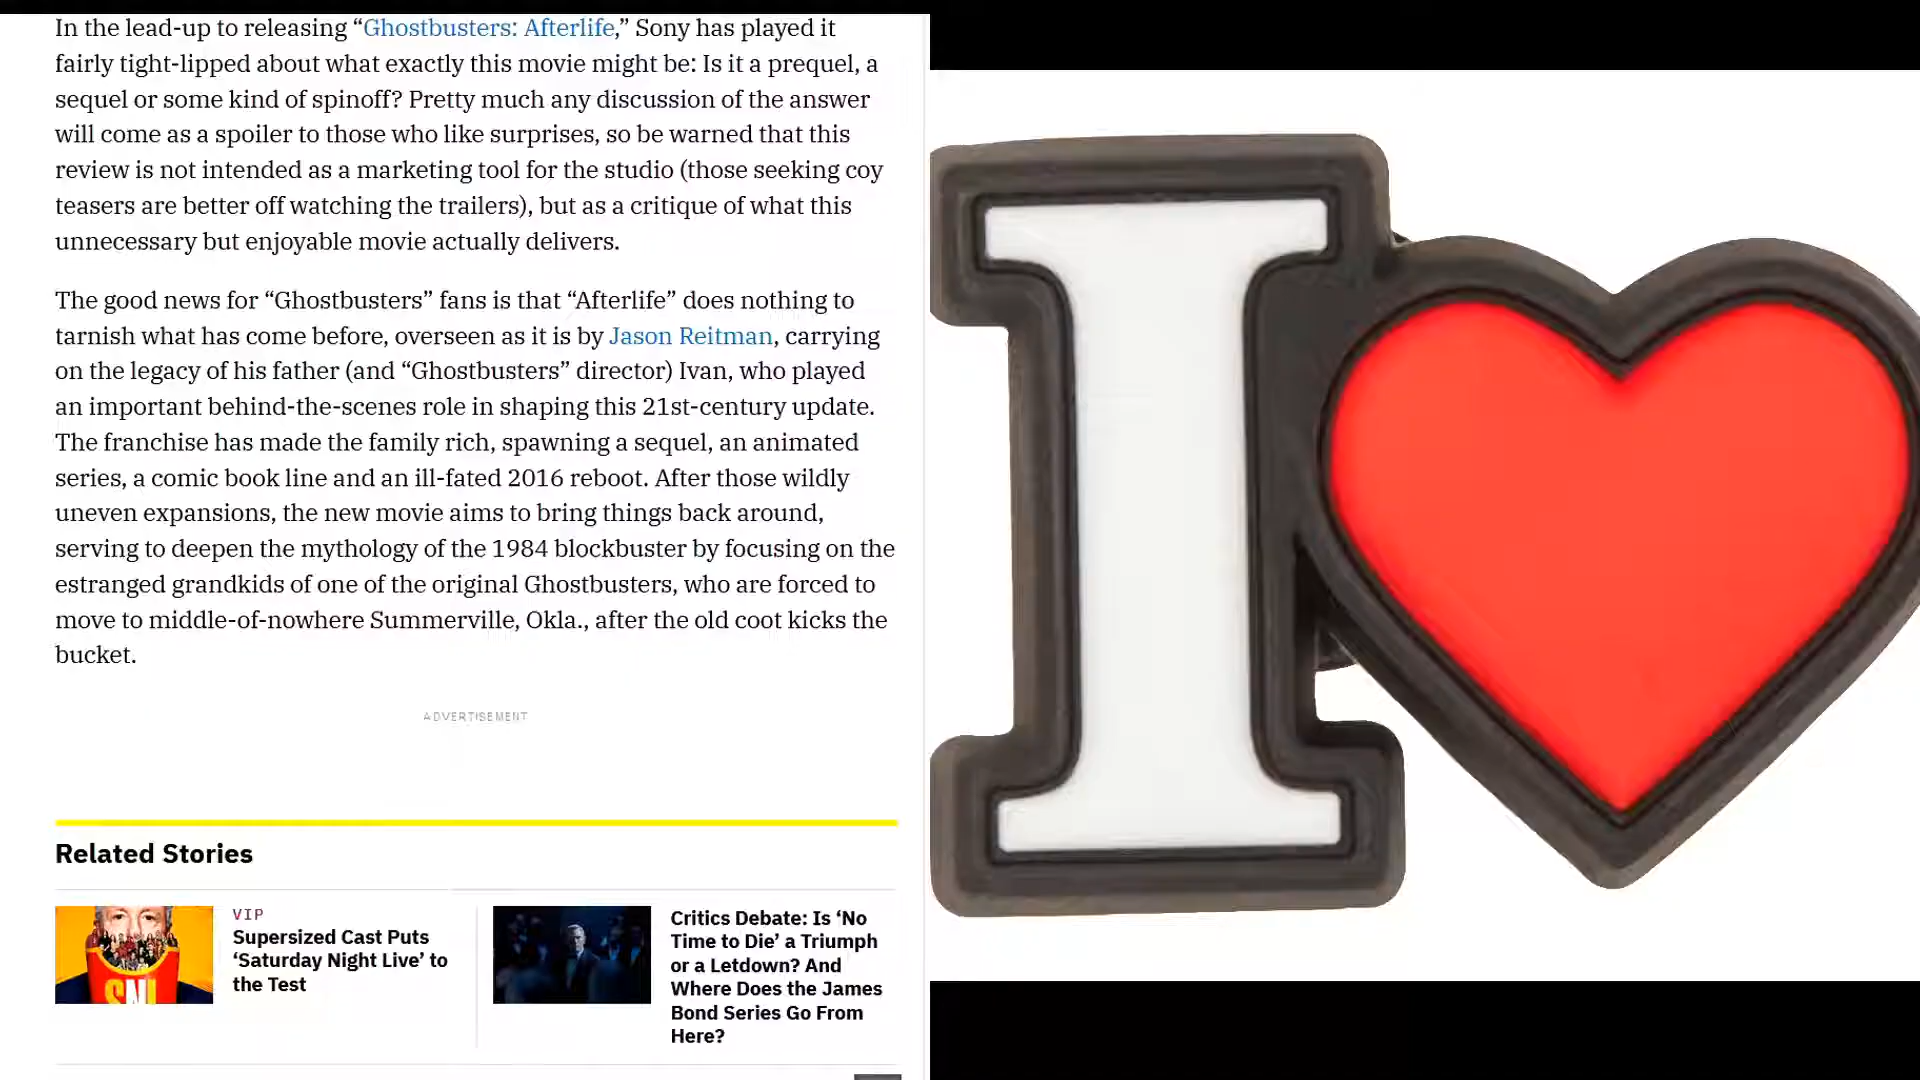 In the lead-up to releasing “Ghostbusters: Afterlife,” Sony has played it
fairly tight-lipped about what exactly this movie might be: Is it a prequel, a
sequel or some kind of spinoff? Pretty much any discussion of the answer
will come as a spoiler to those who like surprises, so be warned that this
review is not intended as a marketing tool for the studio (those seeking coy
teasers are better off watching the trailers), but as a critique of what this
unnecessary but enjoyable movie actually delivers.
The good news for “Ghostbusters” fans is that “Afterlife” does nothing to
tarnish what has come before, overseen as it is by Jason Reitman, carrying
on the legacy of his father (and “Ghostbusters” director) Ivan, who played
an important behind-the-scenes role in shaping this 21st-century update.
The franchise has made the family rich, spawning a sequel, an animated
series, a comic book line and an ill-fated 2016 reboot. After those wildly
uneven expansions, the new movie aims to bring things back around,
serving to deepen the mythology of the 1984 blockbuster by focusing on the
estranged grandkids of one of the original Ghostbusters, who are forced to
move to middle-of-nowhere Summerville, Okla., after the old coot kicks the
bucket.
ADVERTISEMENT
Related Stories
SNL
VIP
Supersized Cast Puts
‘Saturday Night Live’ to
the Test
Critics Debate: Is ‘No
Time to Die’ a Triumph
or a Letdown? And
Where Does the James
Bond Series Go From
Here?
I